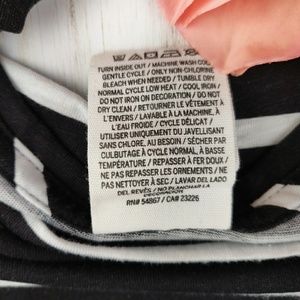 TURN INSIDE OUT / MACHINE WASH COLD
GENTLE CYCLE / ONLY NON-CHLORINE
BLEACH WHEN NEEDED / TUMBLE DRY
NORMAL CYCLE LOW HEAT / COOL IRON /
DO NOT IRON ON DECORATION / DO NOT
DRY CLEAN / RETOURNER LE VÊTEMENT À
L'ENVERS / LAVABLE À LA MACHINE, À
L'EAU FROIDE / CYCLE DÉLICAT /
UTILISER UNIQUEMENT DU JAVELLISANT
SANS CHLORE, AU BESOIN / SÉCHER PAR
CULBUTAGE À CYCLE NORMAL, À BASSE
TEMPÉRATURE / REPASSER À FER DOUX /
NE PAS REPASSER LES ORNEMENTS / NE
PAS NETTOYER À SEC / LAVAR DEL LADO
DEL REVÉS / NO PLANCHAR LA
DECORACIÓN
RN# 54867 / CA# 23226